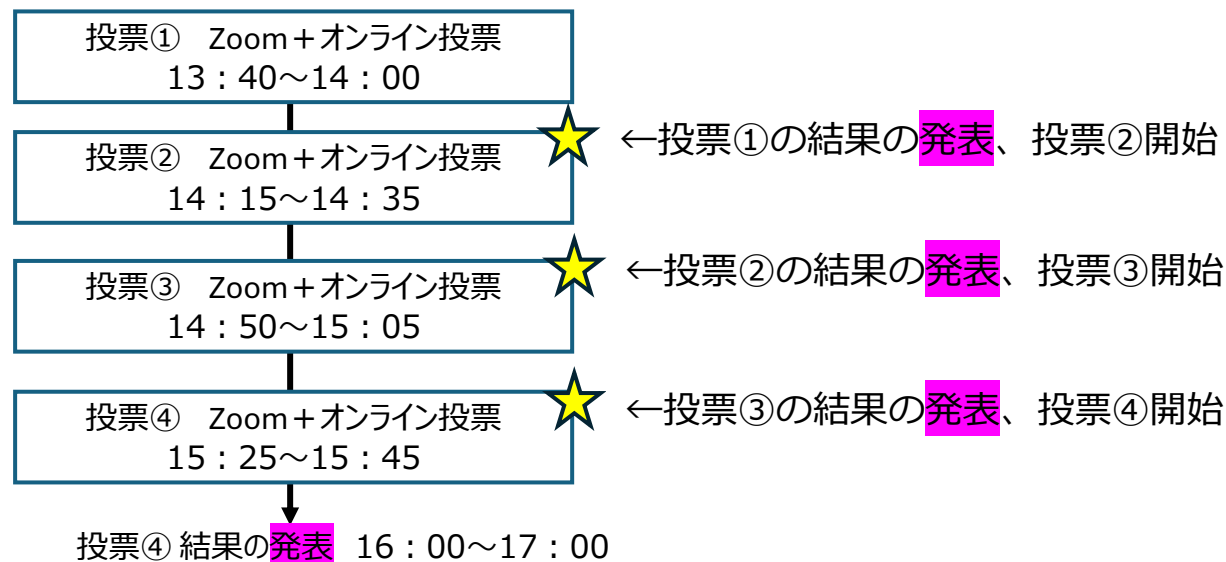 投票① Zoom＋オンライン投票
13：40～14：00
←投票①の結果の発表、投票②開始
投票② Zoom＋オンライン投票
14：15～14：35
←投票②の結果の発表、投票③開始
投票③ Zoom＋オンライン投票
14：50～15：05
←投票③の結果の発表、投票④開始
投票④ Zoom＋オンライン投票
15：25～15：45
投票④ 結果の発表 16：00～17：00